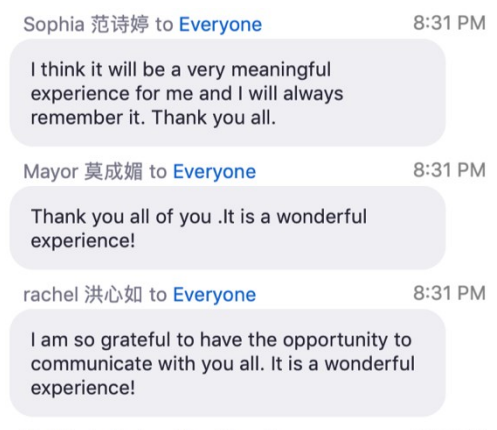 Sophia 范诗婷 to Everyone 8:31 PM
I think it will be a very meaningful
experience for me and I will always
remember it. Thank you all.
Mayor 莫成媚 to Everyone 8:31 PM
Thank you all of you .It is a wonderful
experience!
rachel 洪心如 to Everyone 8:31 PM
I am so grateful to have the opportunity to
communicate with you all. It is a wonderful
experience!